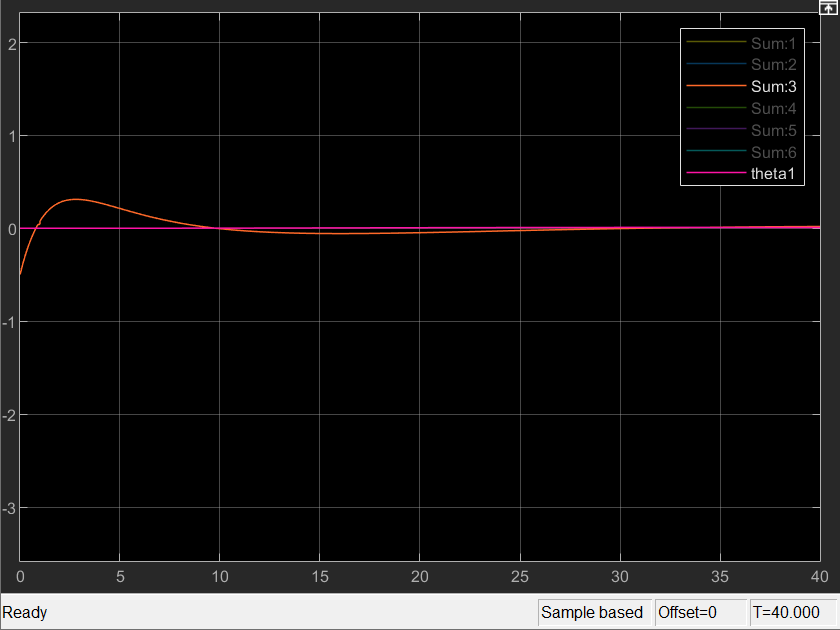 2
1
0
-1
-2
-3
0 5 10 15 20 25 30 35 40
Sum:1
Sum:2
Sum:3
Sum:4
Sum:5
Sum:6
theta1
Ready Sample based Offset=0 T=40.000